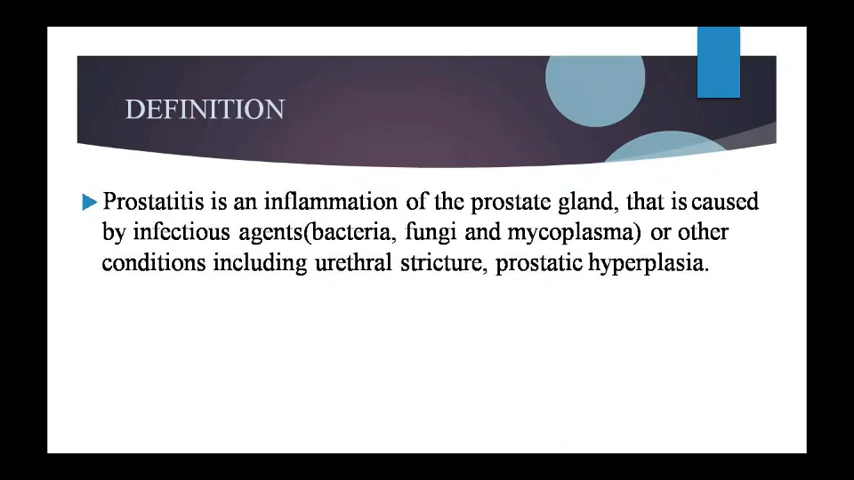 DEFINITION
Prostatitis is an inflammation of the prostate gland, that is caused
by infectious agents(bacteria, fungi and mycoplasma) or other
conditions including urethral stricture, prostatic hyperplasia.